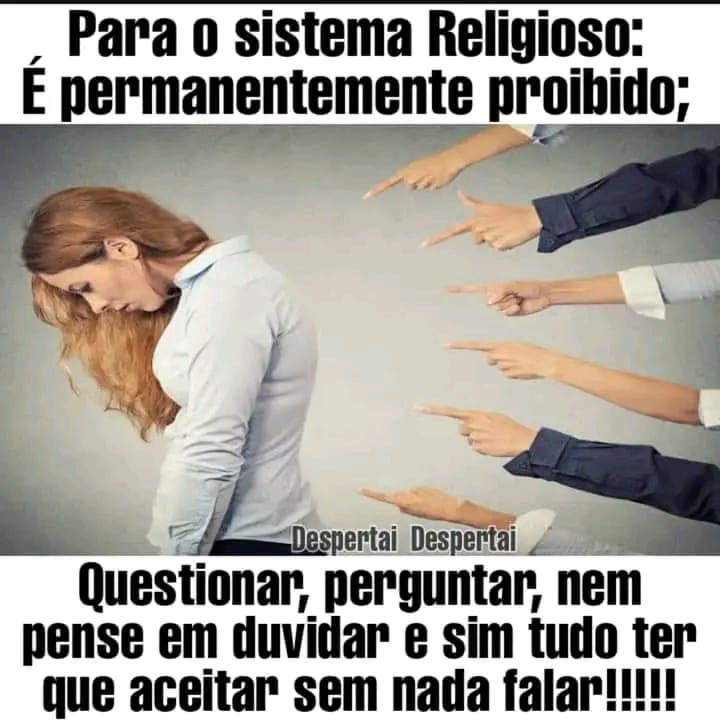 Para o sistema Religioso:
É permanentemente proibido;
Despertai Despertai
Questionar, perguntar, nem
pense em duvidar e sim tudo ter
que aceitar sem nada falar!!!!!